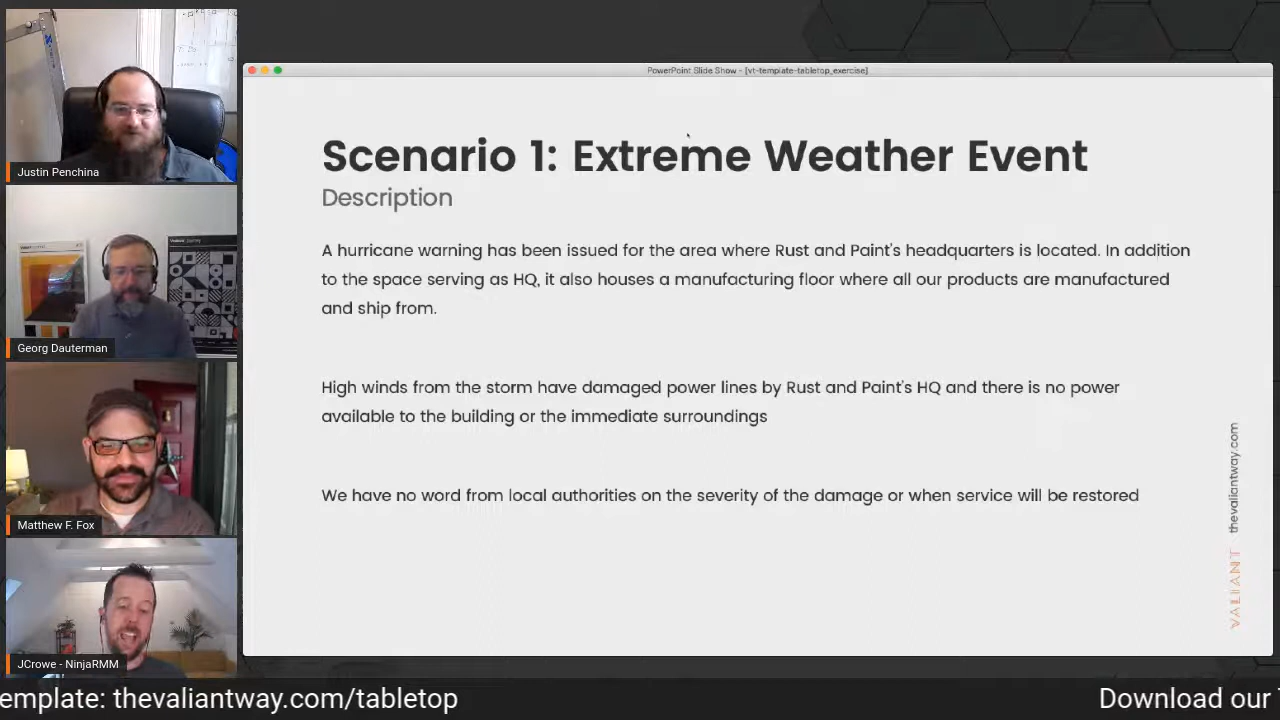 Justin Penchina
Georg Dauterman
Matthew F. Fox
JCrowe - NinjaRMM
PowerPoint Slide Show - [vt-template-tabletop_exercise]
Scenario 1: Extreme Weather Event
Description
A hurricane warning has been issued for the area where Rust and Paint's headquarters is located. In addition
to the space serving as HQ, it also houses a manufacturing floor where all our products are manufactured
and ship from.
High winds from the storm have damaged power lines by Rust and Paint's HQ and there is no power
available to the building or the immediate surroundings
We have no word from local authorities on the severity of the damage or when service will be restored
thevaliantway.com
VALIANT
emplate: thevaliantway.com/tabletop
Download our